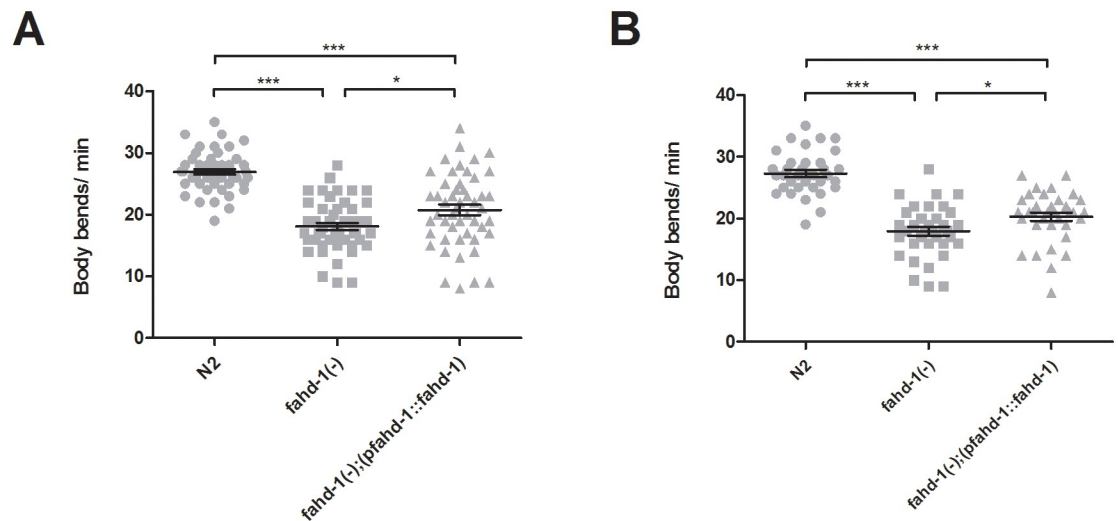 A
***
***
*
Body bends/ min
40
30
20
10
0
N2
fahd-1(-)
fahd-1(-);(pfahd-1::fahd-1)
B
***
***
*
Body bends/ min
40
30
20
10
0
N2
fahd-1(-)
fahd-1(-);(pfahd-1::fahd-1)